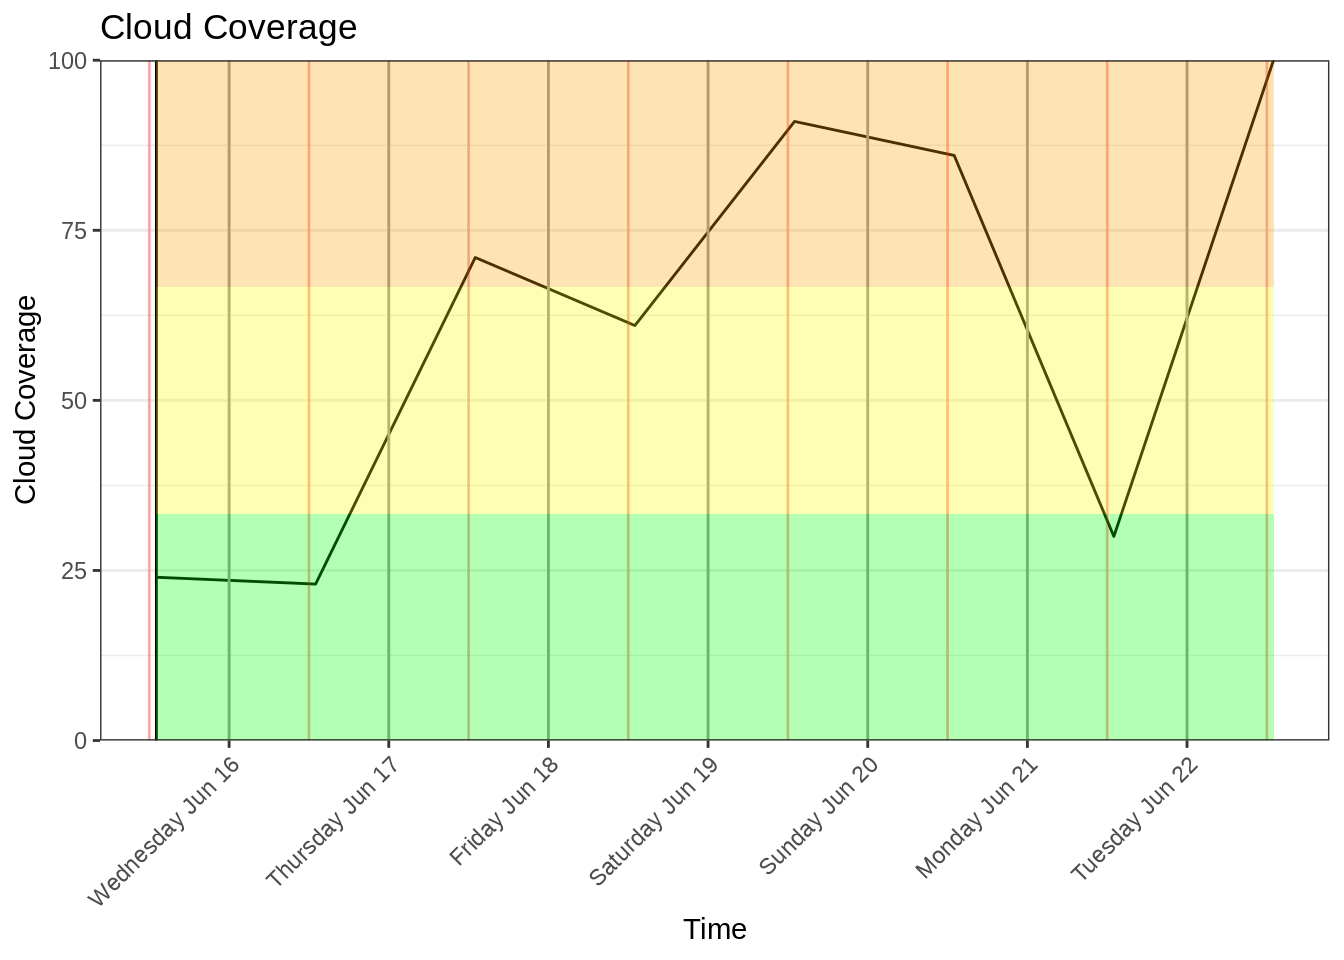 Cloud Coverage
Cloud Coverage
100
75
50
25
0
Wednesday Jun 16
Thursday Jun 17
Friday Jun 18
Saturday Jun 19
Sunday Jun 20
Monday Jun 21
Tuesday Jun 22
Time